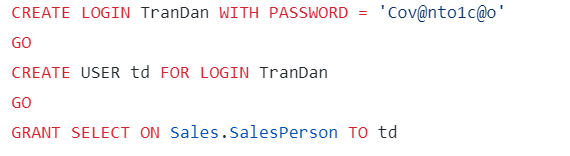 CREATE LOGIN TranDan WITH PASSWORD = 'Cov@nto1c@o'
GO
CREATE USER td FOR LOGIN TranDan
GO
GRANT SELECT ON Sales.SalesPerson TO td